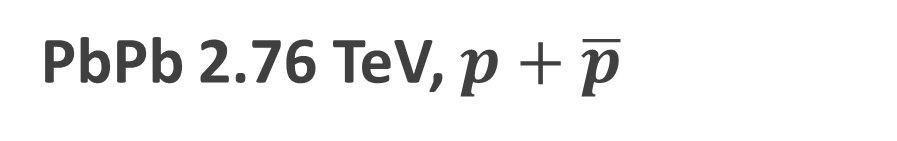 PbPb 2.76 TeV, p + p̅